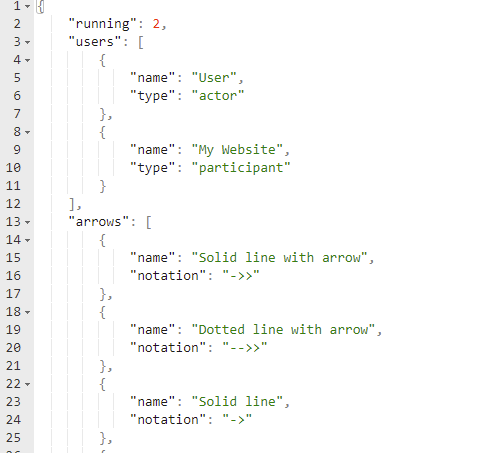 1 {
2 "running": 2,
3 "users": [
4 {
5 "name": "User",
6 "type": "actor"
7 },
8 {
9 "name": "My Website",
10 "type": "participant"
11 }
12 ],
13 "arrows": [
14 {
15 "name": "Solid line with arrow",
16 "notation": "->>"
17 },
18 {
19 "name": "Dotted line with arrow",
20 "notation": "-->>"
21 },
22 {
23 "name": "Solid line",
24 "notation": "->"
25 },
26 {